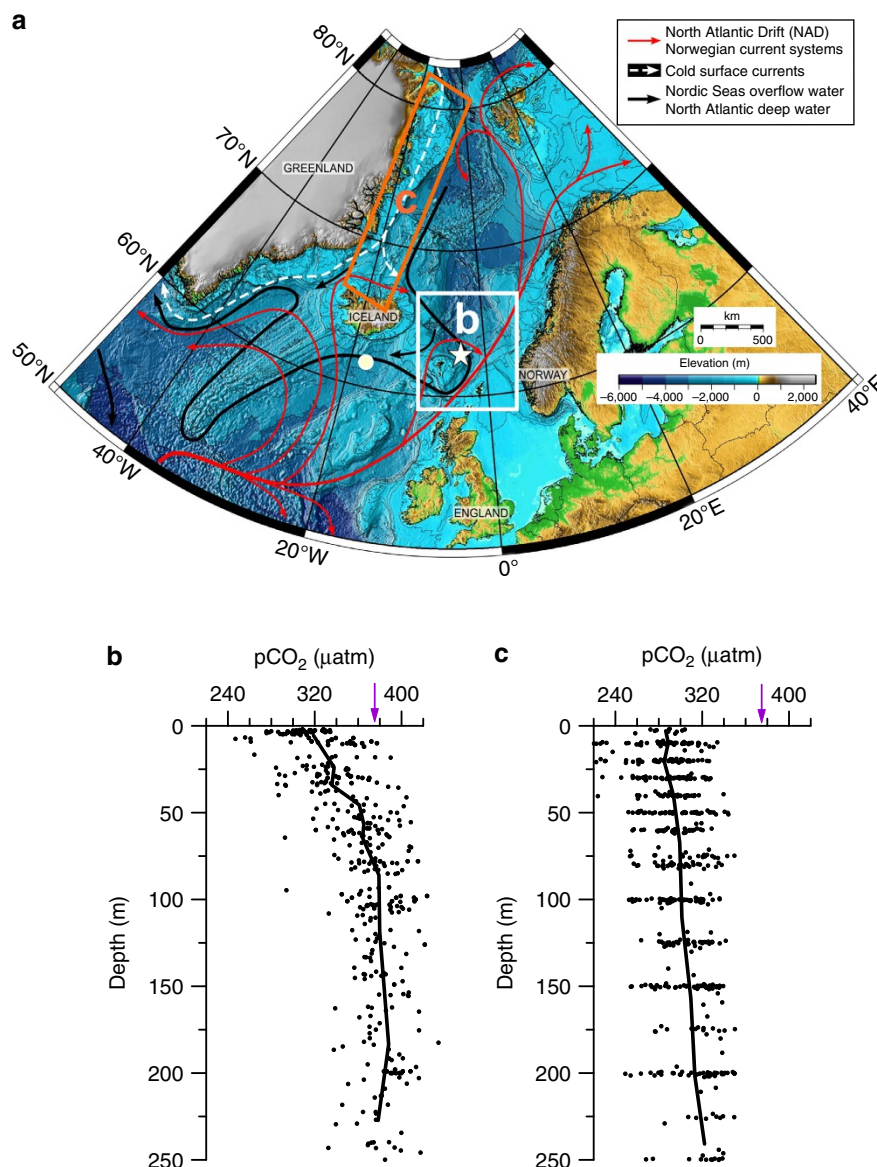 a
North Atlantic Drift (NAD)
Norwegian current systems
Cold surface currents
Nordic Seas overflow water
North Atlantic deep water
80°N
70°N
60°N
50°N
GREENLAND
c
ICELAND
b
NORWAY
ENGLAND
km
0 500
Elevation (m)
−6,000 −4,000 −2,000 0 2,000
40°W
20°W
0°
20°E
40°E
b
pCO2 (µatm)
240 320 400
Depth (m)
0
50
100
150
200
250
c
pCO2 (µatm)
240 320 400
Depth (m)
0
50
100
150
200
250